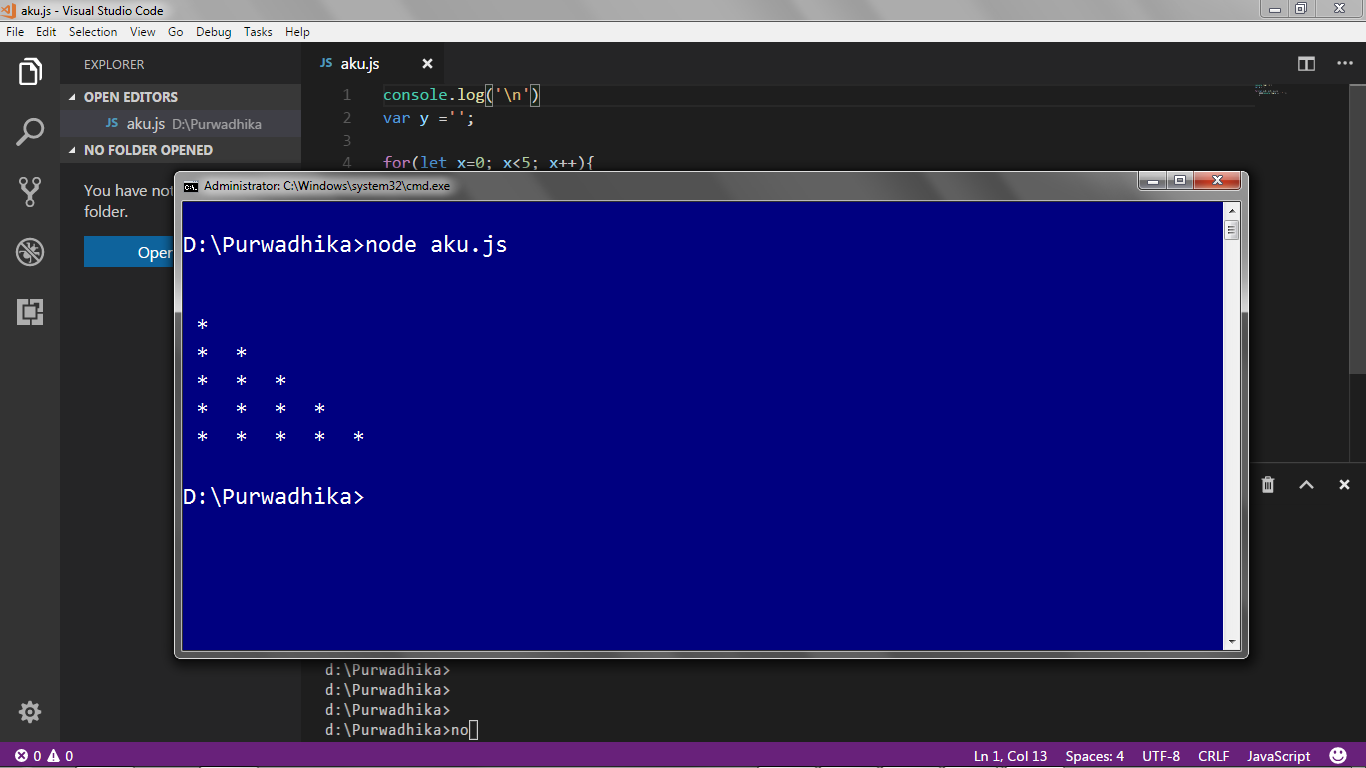 aku.js - Visual Studio Code
File Edit Selection View Go Debug Tasks Help
EXPLORER
OPEN EDITORS
JS aku.js D:\Purwadhika
NO FOLDER OPENED
You have not
folder.
Open
JS aku.js
1 console.log('\n')
2 var y ='';
3
4 for(let x=0; x<5; x++){
Administrator: C:\Windows\system32\cmd.exe
C:\.
D:\Purwadhika>node aku.js
*
* *
* * *
* * * *
* * * * *
D:\Purwadhika>
d:\Purwadhika>
d:\Purwadhika>
d:\Purwadhika>
d:\Purwadhika>no
0 0 Ln 1, Col 13 Spaces: 4 UTF-8 CRLF JavaScript